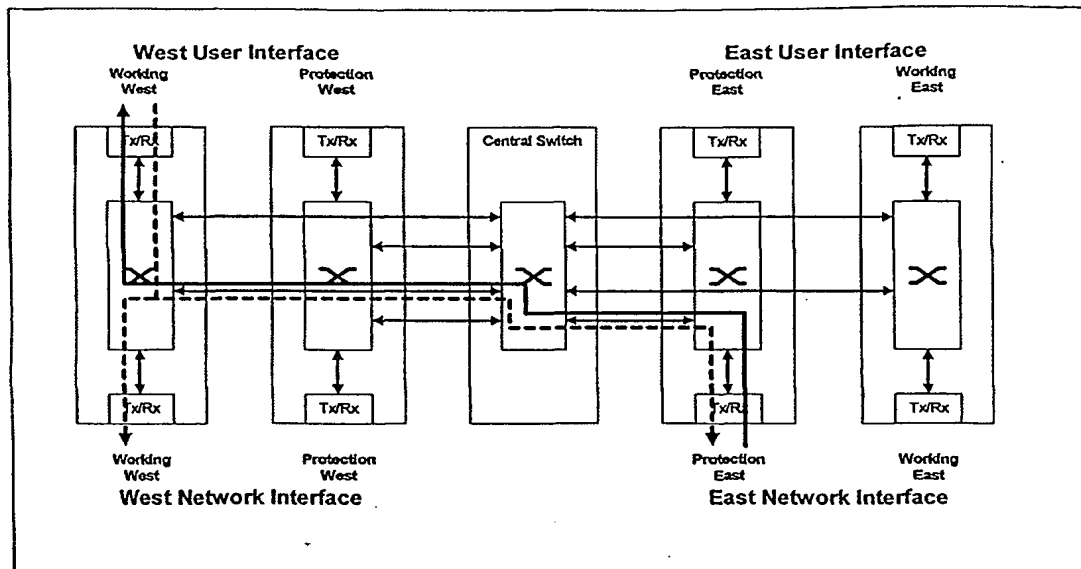 West User Interface
East User Interface
Working
West
Protection
West
Protection
East
Working
East
Tx/Rx
Tx/Rx
Central Switch
Tx/Rx
Tx/Rx
Tx/Rx
Tx/Rx
Tx/Rx
Tx/Rx
Working
West
Protection
West
Protection
East
Working
East
West Network Interface
East Network Interface